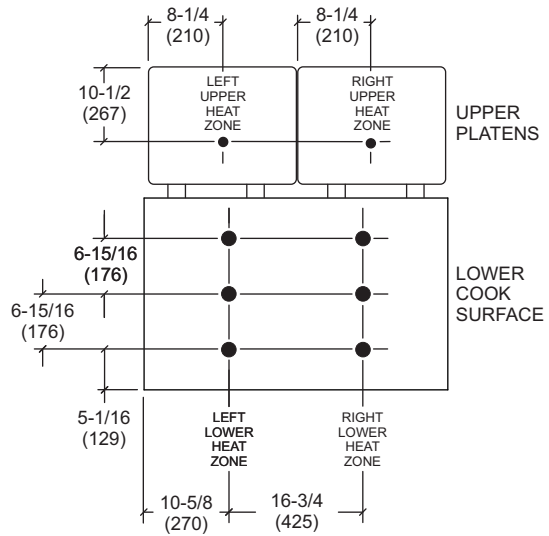 8-1/4
(210)
8-1/4
(210)
10-1/2
(267)
LEFT
UPPER
HEAT
ZONE
RIGHT
UPPER
HEAT
ZONE
UPPER
PLATENS
6-15/16
(176)
6-15/16
(176)
LOWER
COOK
SURFACE
5-1/16
(129)
LEFT
LOWER
HEAT
ZONE
RIGHT
LOWER
HEAT
ZONE
10-5/8
(270)
16-3/4
(425)